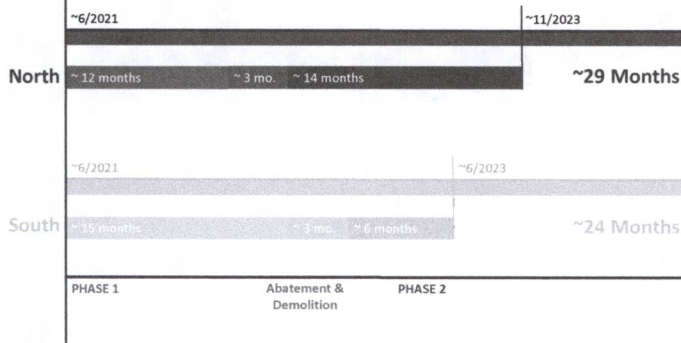 ~6/2021 ~11/2023
North ~ 12 months ~ 3 mo. ~ 14 months ~29 Months
~6/2021 ~6/2023
South ~ 15 months ~ 3 mo. ~ 6 months ~24 Months
PHASE 1 Abatement & PHASE 2
Demolition